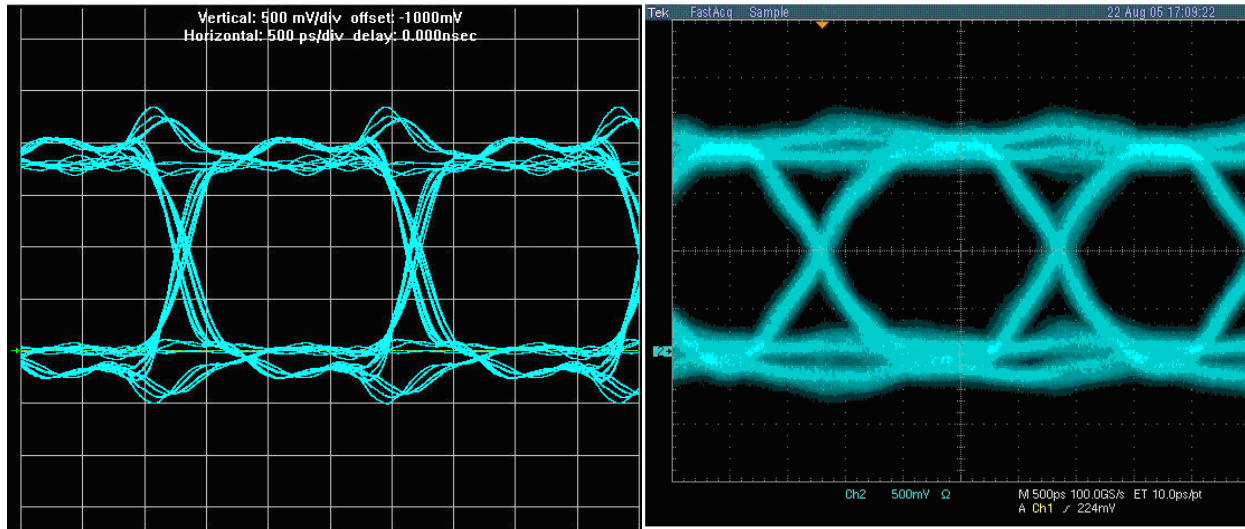 Vertical: 500 mV/div offset: -1000mV
Horizontal: 500 ps/div delay: 0.000nsec
Tek FastAcq Sample 22 Aug 05 17:09:22
2
Ch2 500mV Ω M 500ps 100.0GS/s ET 10.0ps/pt
A Ch1 ∕ 224mV